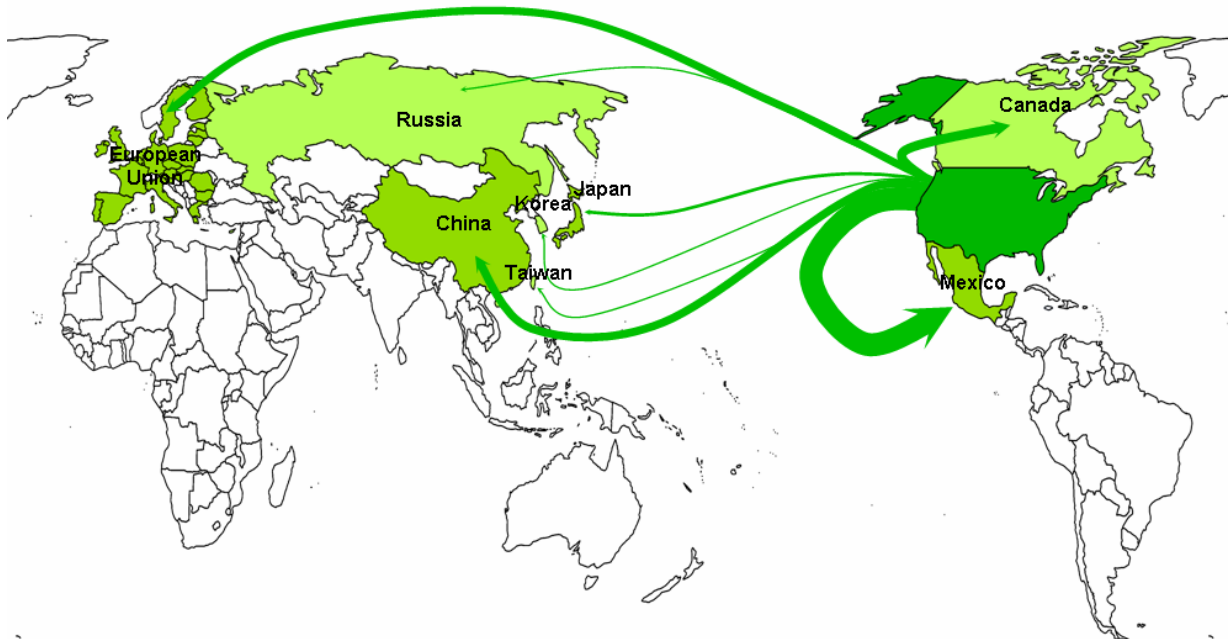 Canada
Russia
European
Union
Japan
Korea
China
Taiwan
Mexico